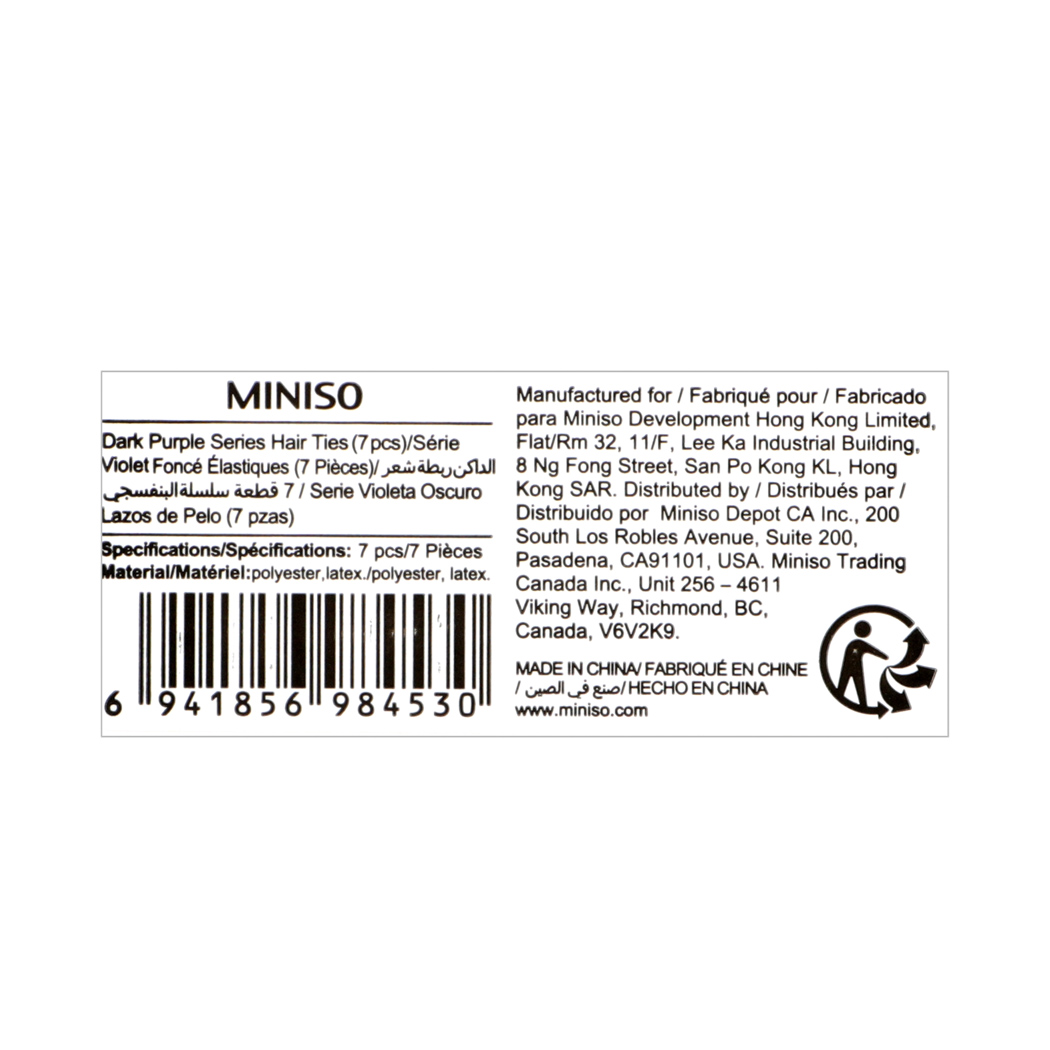 MINISO
Dark Purple Series Hair Ties (7 pcs)/Série
Violet Foncé Élastiques (7 Pièces)/ الداكن ربطة شعر
قطعة سلسلة البنفسجي 7 / Serie Violeta Oscuro
Lazos de Pelo (7 pzas)
Specifications/Spécifications: 7 pcs/7 Pièces
Material/Matériel:polyester,latex./polyester, latex.
6 941856 984530
Manufactured for / Fabriqué pour / Fabricado
para Miniso Development Hong Kong Limited,
Flat/Rm 32, 11/F, Lee Ka Industrial Building,
8 Ng Fong Street, San Po Kong KL, Hong
Kong SAR. Distributed by / Distribués par /
Distribuido por Miniso Depot CA Inc., 200
South Los Robles Avenue, Suite 200,
Pasadena, CA91101, USA. Miniso Trading
Canada Inc., Unit 256 – 4611
Viking Way, Richmond, BC,
Canada, V6V2K9.
MADE IN CHINA/ FABRIQUÉ EN CHINE
/ صنع في الصين/ HECHO EN CHINA
www.miniso.com